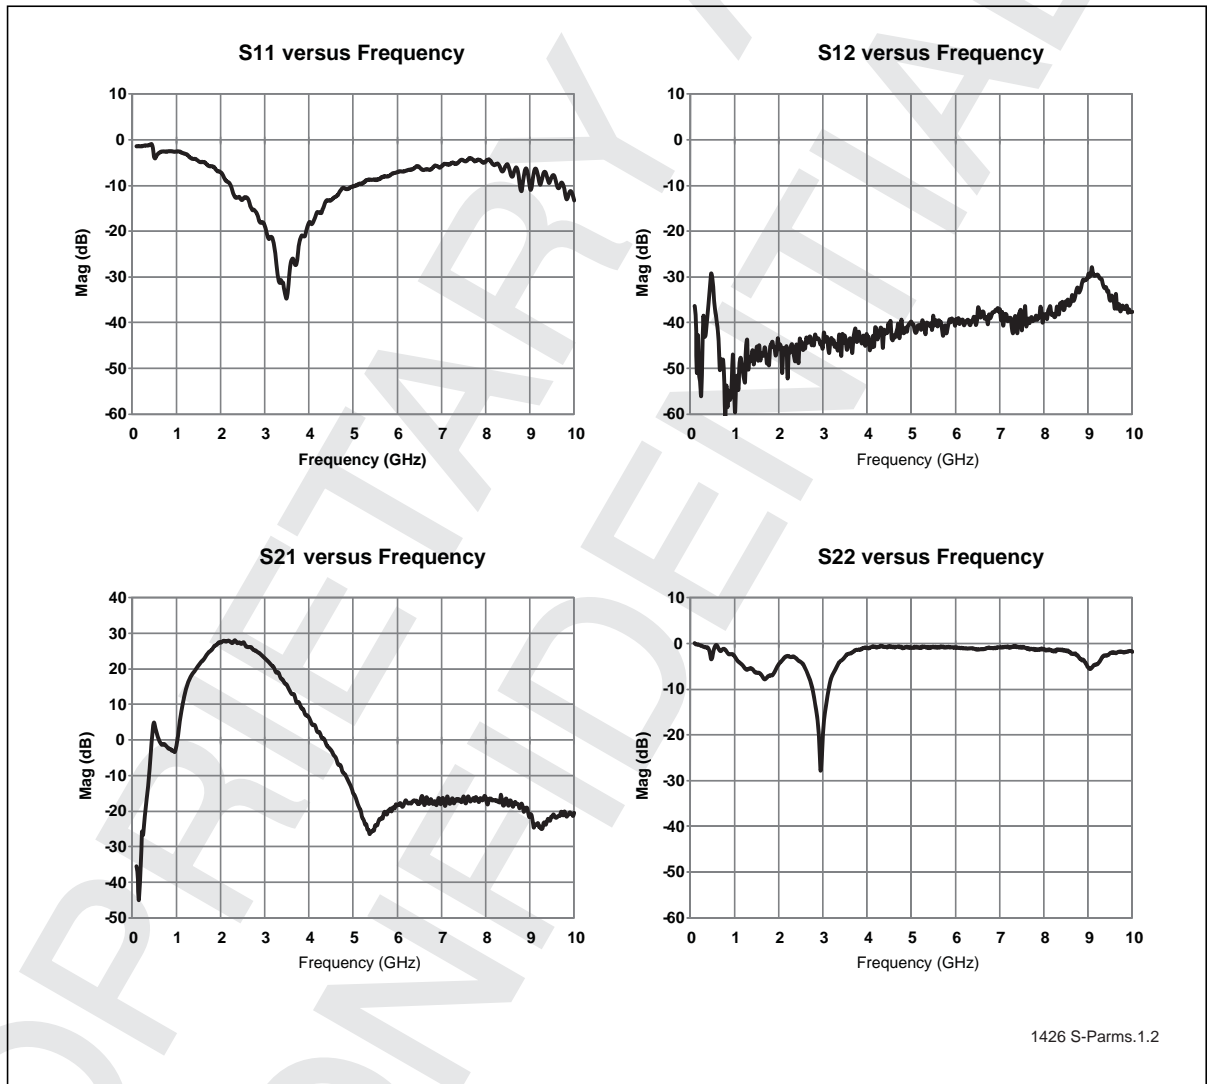 S11 versus Frequency
10
0
-10
-20
-30
-40
-50
-60
Mag (dB)
0 1 2 3 4 5 6 7 8 9 10
Frequency (GHz)
S12 versus Frequency
10
0
-10
-20
-30
-40
-50
-60
Mag (dB)
0 1 2 3 4 5 6 7 8 9 10
Frequency (GHz)
S21 versus Frequency
40
30
20
10
0
-10
-20
-30
-40
-50
Mag (dB)
0 1 2 3 4 5 6 7 8 9 10
Frequency (GHz)
S22 versus Frequency
10
0
-10
-20
-30
-40
-50
-60
Mag (dB)
0 1 2 3 4 5 6 7 8 9 10
Frequency (GHz)
1426 S-Parms.1.2
OPRIETARY A
ONFIDENTIAL